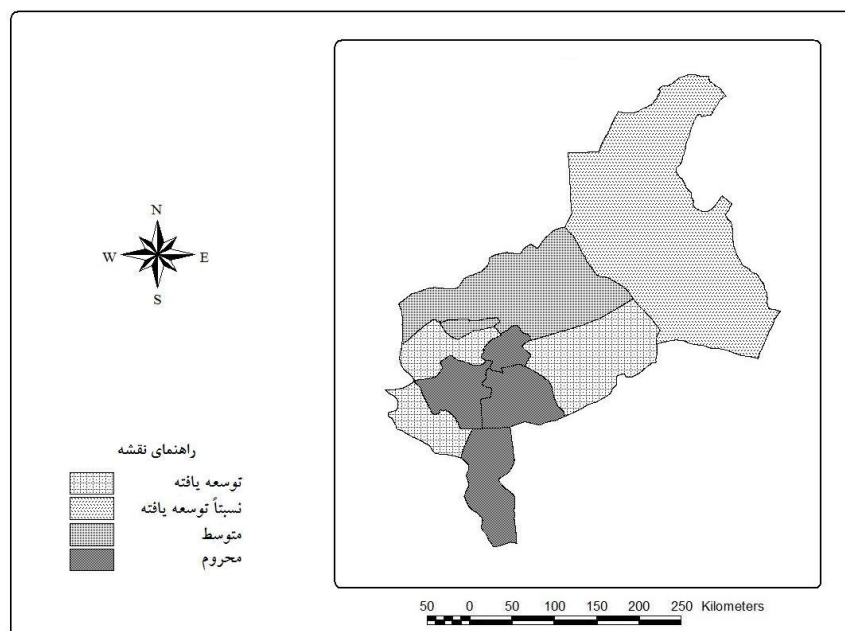 N
W E
S
راهنمای نقشه
توسعه یافته
نسبتاً توسعه یافته
متوسط
محروم
50 0 50 100 150 200 250 Kilometers